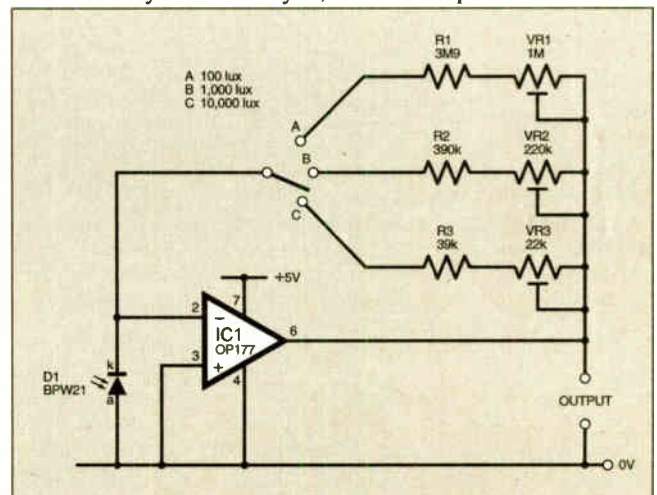 R1
3M9
VR1
1M
A 100 lux
B 1,000 lux
C 10,000 lux
A
B
C
R2
390k
VR2
220k
R3
39k
VR3
22k
+5V
2
7
–
IC1
OP177
6
3
+
4
D1
BPW21
k
a
OUTPUT
0V